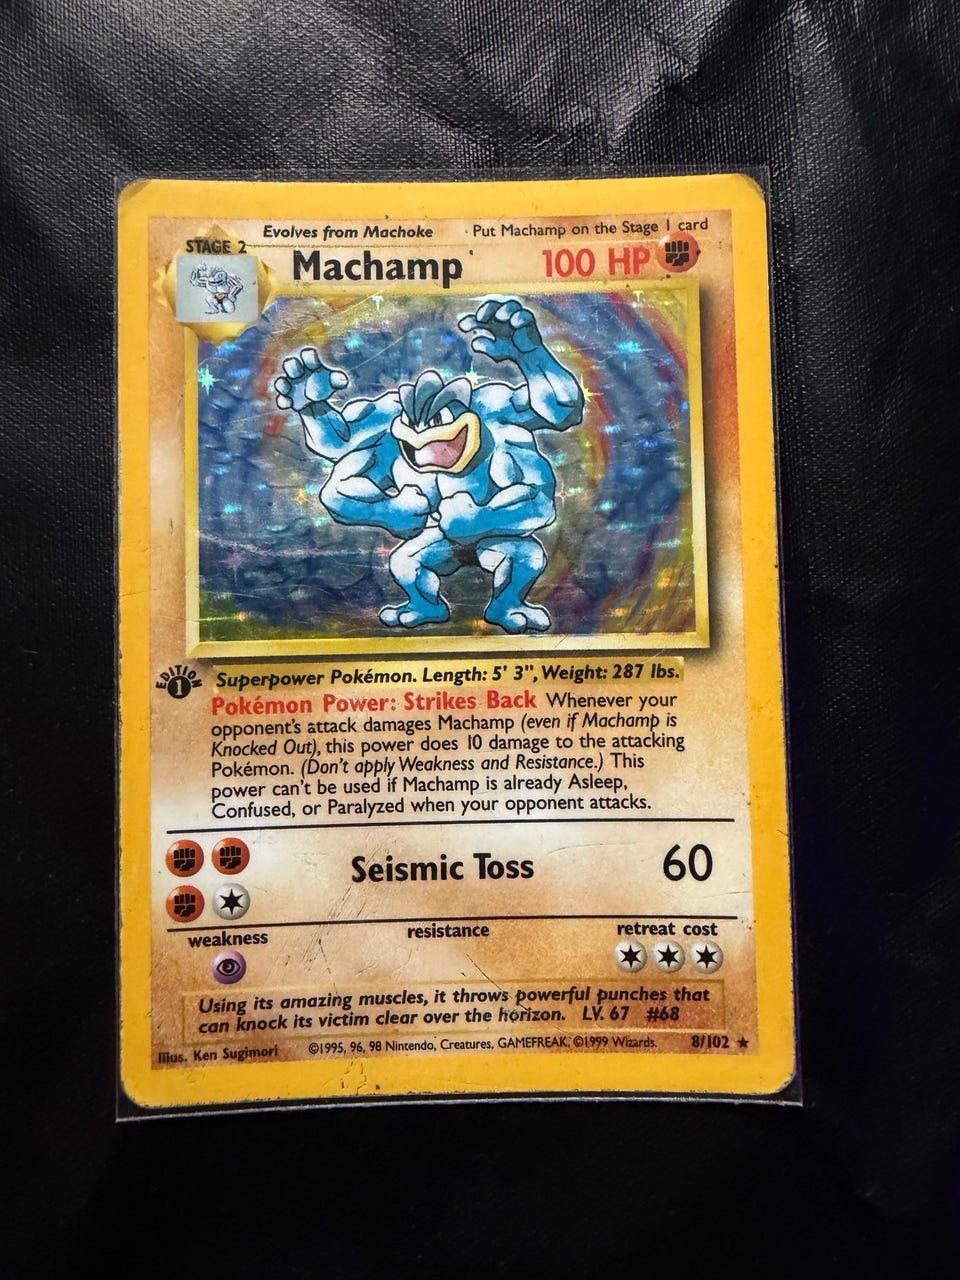 Evolves from Machoke Put Machamp on the Stage 1 card
STAGE 2
Machamp 100 HP
EDITION
1
Superpower Pokémon. Length: 5' 3", Weight: 287 lbs.
Pokémon Power: Strikes Back Whenever your
opponent's attack damages Machamp (even if Machamp is
Knocked Out), this power does 10 damage to the attacking
Pokémon. (Don't apply Weakness and Resistance.) This
power can't be used if Machamp is already Asleep,
Confused, or Paralyzed when your opponent attacks.
Seismic Toss 60
weakness resistance retreat cost
Using its amazing muscles, it throws powerful punches that
can knock its victim clear over the horizon. LV. 67 #68
Illus. Ken Sugimori ©1995, 96, 98 Nintendo, Creatures, GAMEFREAK. ©1999 Wizards. 8/102 ★